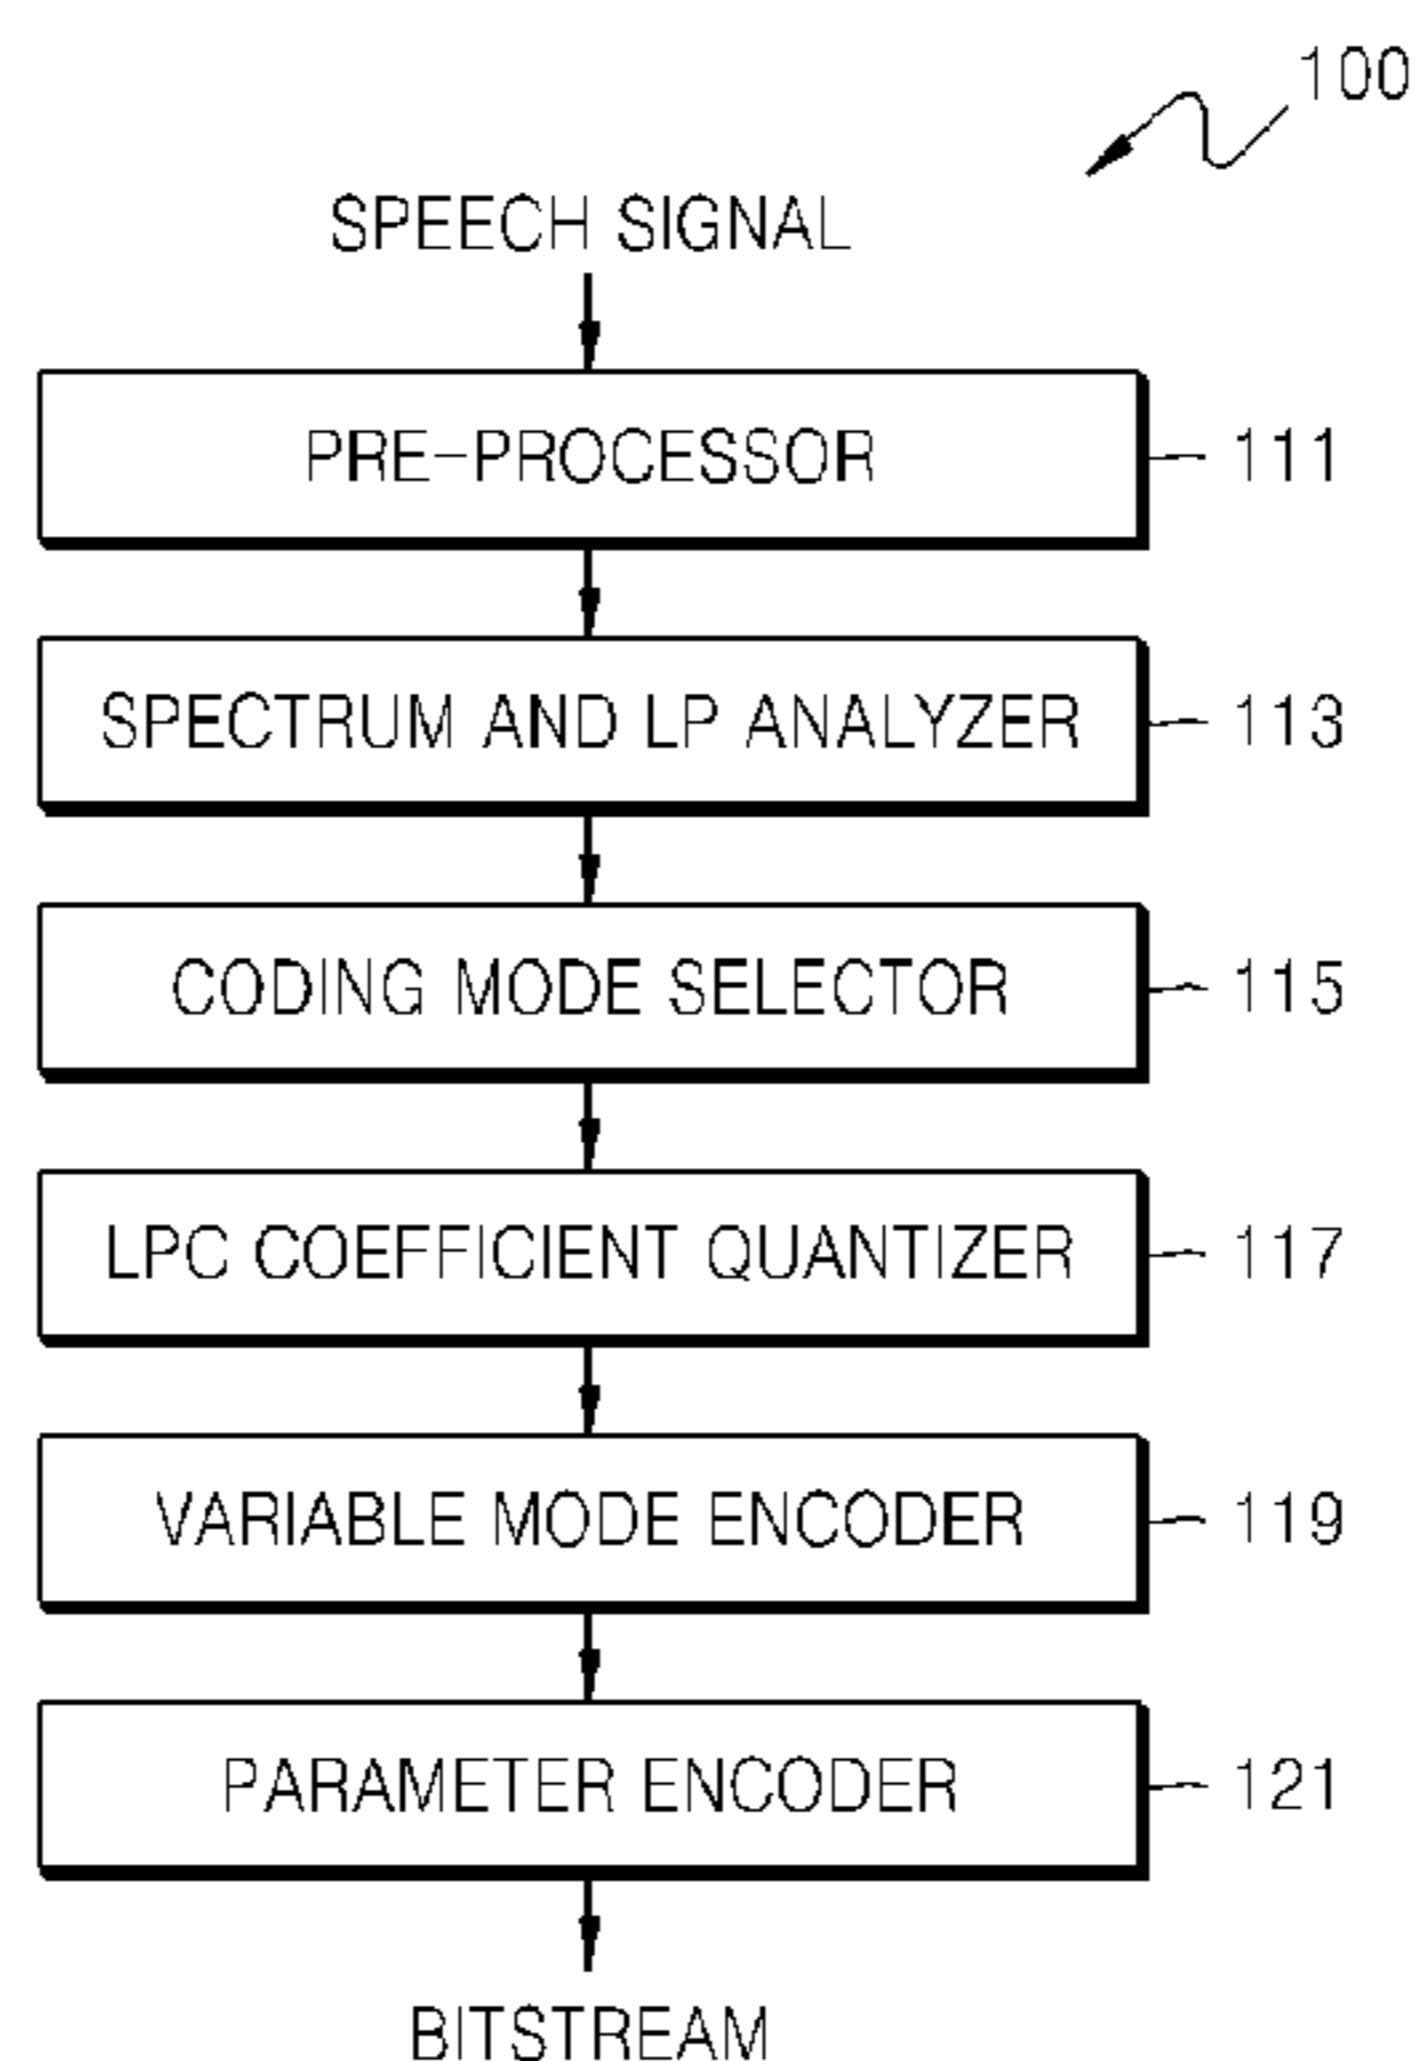 100
SPEECH SIGNAL
PRE-PROCESSOR
111
SPECTRUM AND LP ANALYZER
113
CODING MODE SELECTOR
115
LPC COEFFICIENT QUANTIZER
117
VARIABLE MODE ENCODER
119
PARAMETER ENCODER
121
BITSTREAM